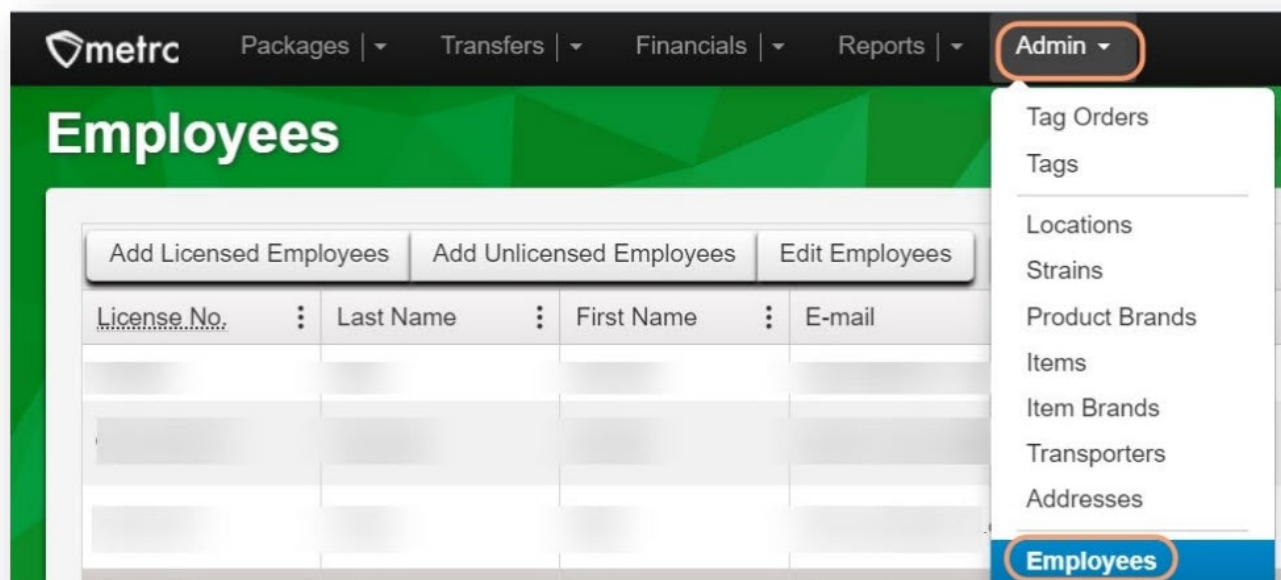 metrc Packages Transfers Financials Reports Admin
Employees
Tag Orders
Tags
Locations
Strains
Product Brands
Items
Item Brands
Transporters
Addresses
Employees
Add Licensed Employees Add Unlicensed Employees Edit Employees
License No. Last Name First Name E-mail